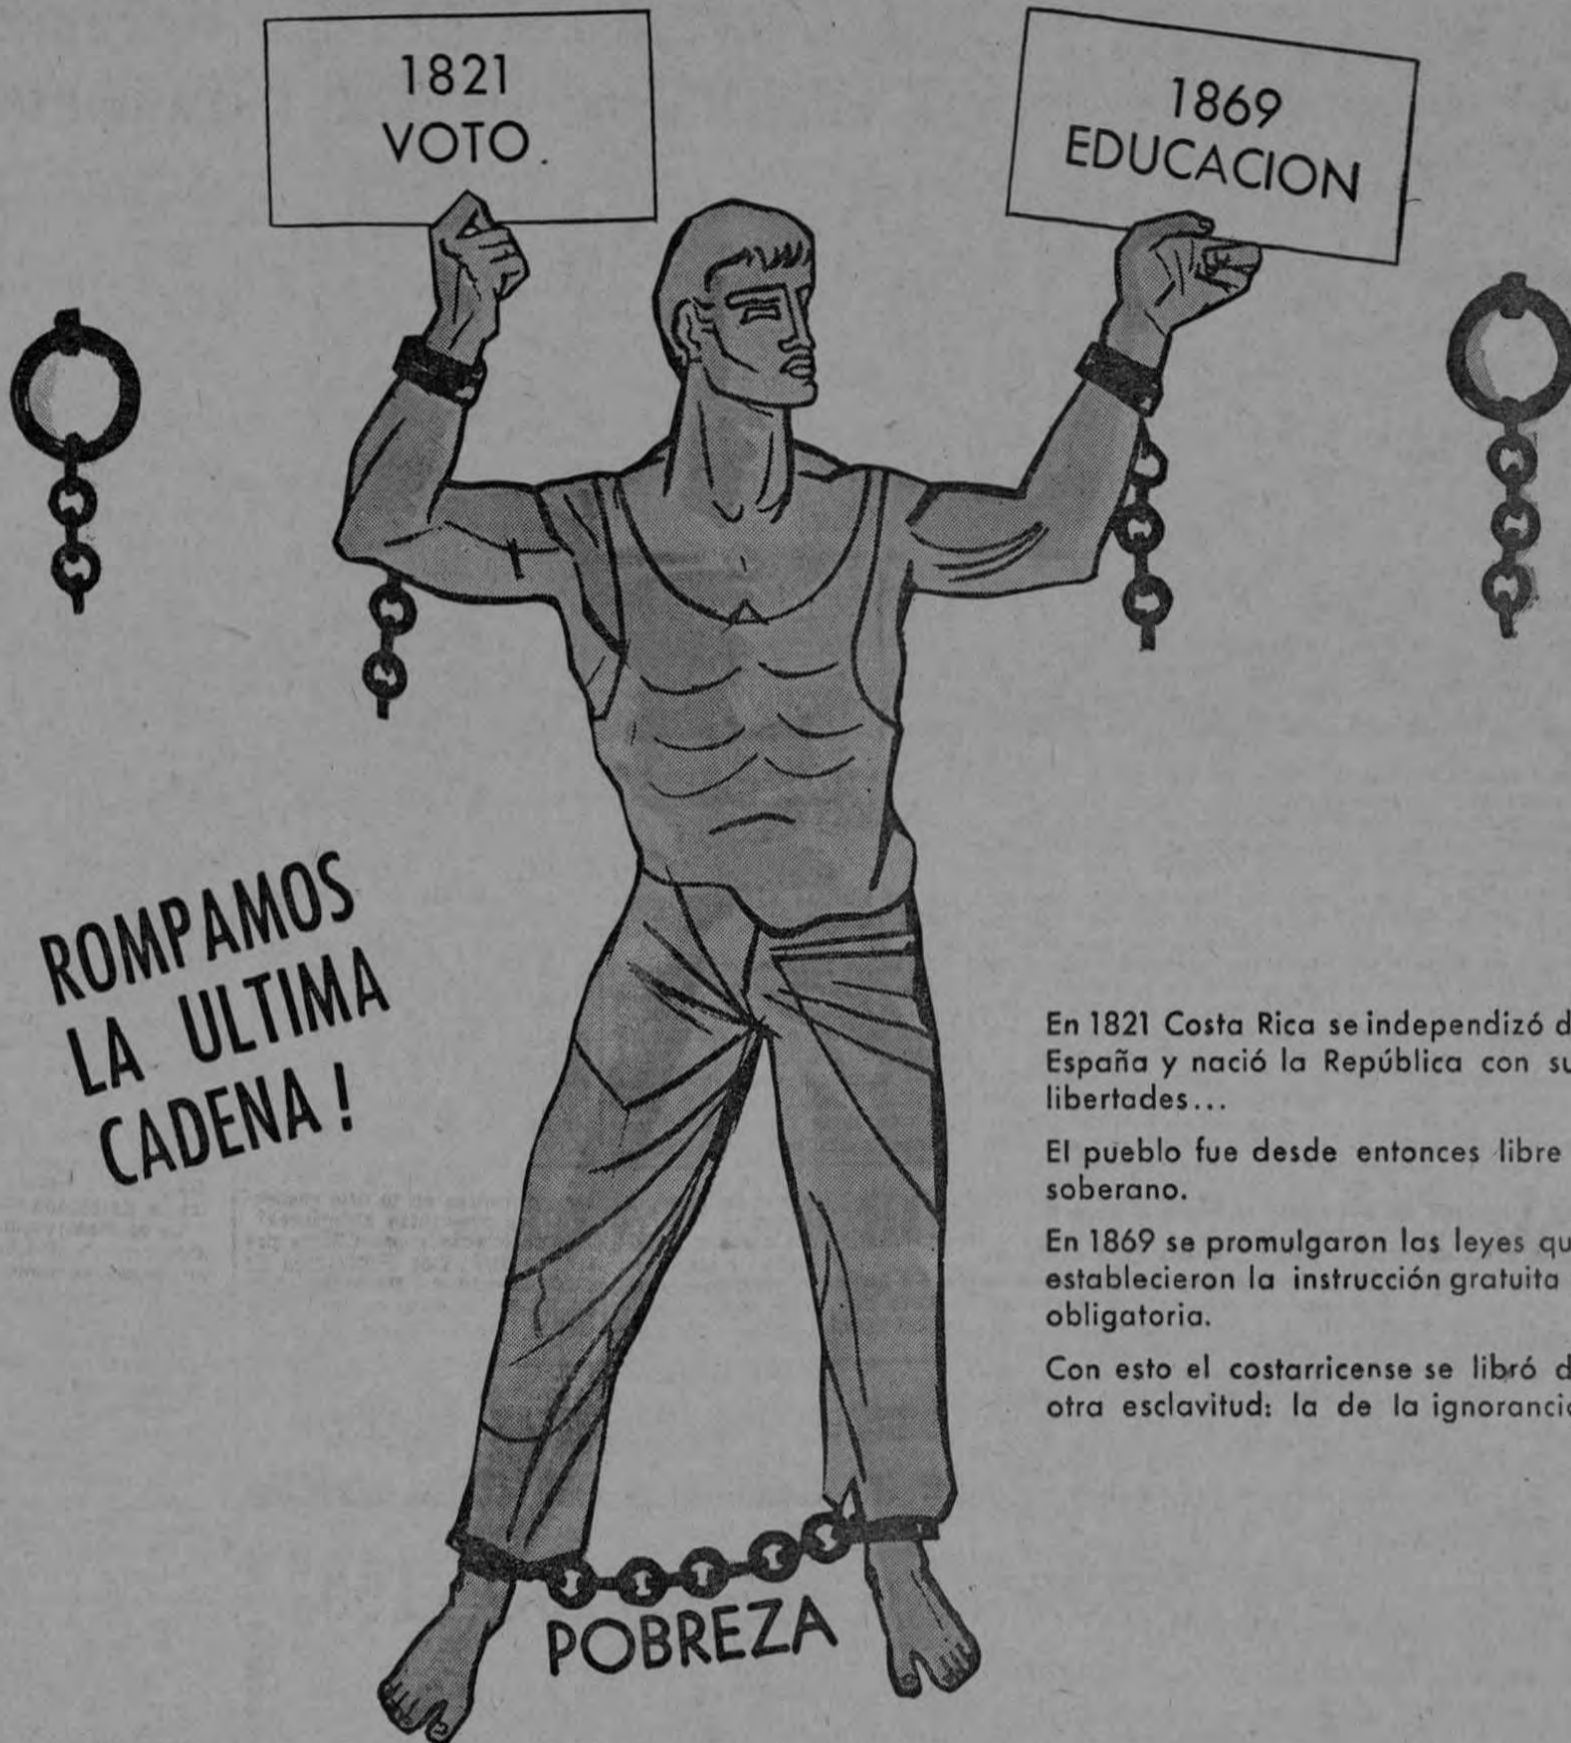 1821
VOTO.
1869
EDUCACION
ROMPAMOS
LA ULTIMA
CADENA!
En 1821 Costa Rica se independizó
España y nació la República con
libertades...
El pueblo fue desde entonces libre
soberano.
En 1869 se promulgaron las leyes
establecieron la instrucción gratuita
obligatoria.
Con esto el costarricense se libró
otra esclavitud: la de la
POBREZA